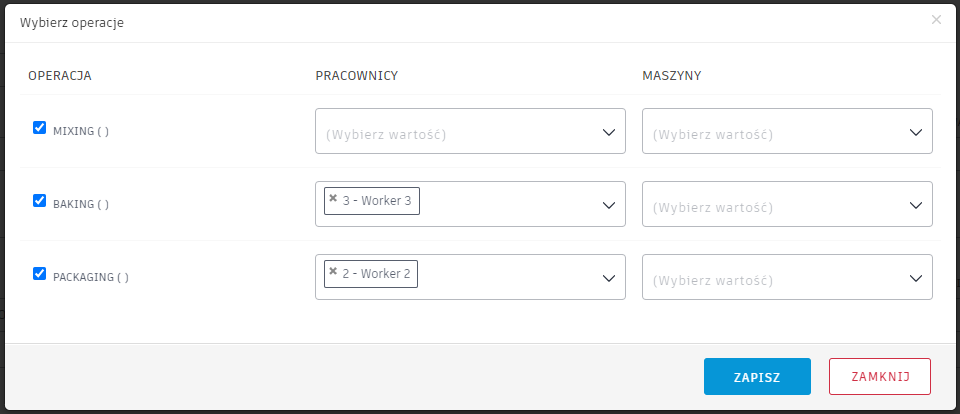 Wybierz operacje ×
OPERACJA PRACOWNICY MASZYNY
MIXING ( ) (Wybierz wartość) (Wybierz wartość)
BAKING ( ) × 3 - Worker 3 (Wybierz wartość)
PACKAGING ( ) × 2 - Worker 2 (Wybierz wartość)
ZAPISZ ZAMKNIJ